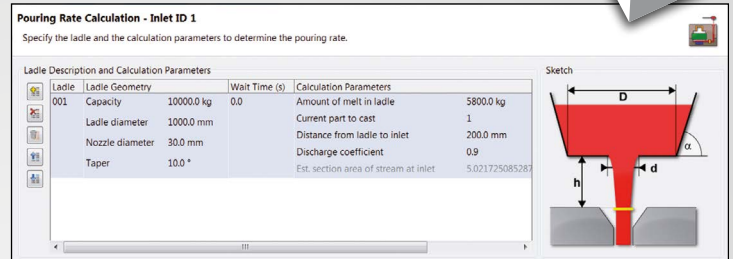 Pouring Rate Calculation - Inlet ID 1
Specify the ladle and the calculation parameters to determine the pouring rate.
Ladle Description and Calculation Parameters
Sketch
Ladle Ladle Geometry Wait Time (s) Calculation Parameters
001 Capacity 10000.0 kg 0.0 Amount of melt in ladle 5800.0 kg
Ladle diameter 1000.0 mm Current part to cast 1
Nozzle diameter 30.0 mm Distance from ladle to inlet 200.0 mm
Taper 10.0 ° Discharge coefficient 0.9
Est. section area of stream at inlet 5.021725085287
D
α
d
h